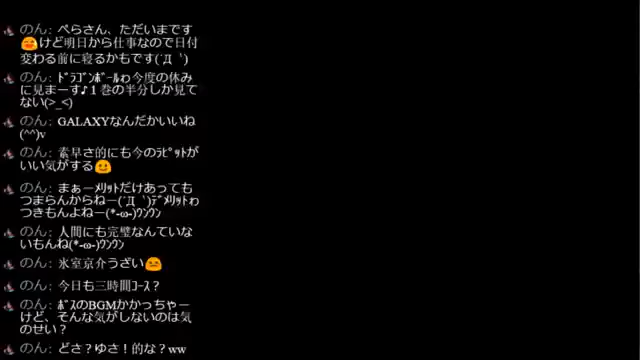 のん: ぺらさん、ただいまです
けど明日から仕事なので日付
変わる前に寝るかもです(´Д｀)
のん: ﾄﾞﾗｺﾞﾝﾎﾞｰﾙゎ今度の休み
に見まーす♪１巻の半分しか見て
ない(>_<)
のん: GALAXYなんだかいいね
(^^)v
のん: 素早さ的にも今のﾗﾋﾟｯﾄが
いい気がする
のん: まぁーﾒﾘｯﾄだけあっても
つまらんからねー(´Д｀)ﾃﾞﾒﾘｯﾄゎ
つきもんよねー(*-ω-)ｳﾝｳﾝ
のん: 人間にも完璧なんていな
いもんね(*-ω-)ｳﾝｳﾝ
のん: 氷室京介うざい
のん: 今日も三時間ｺｰｽ？
のん: ﾎﾞｽのBGMかかっちゃー
けど、そんな気がしないのは気
のせい？
のん: どさ？ゆさ！的な？ww